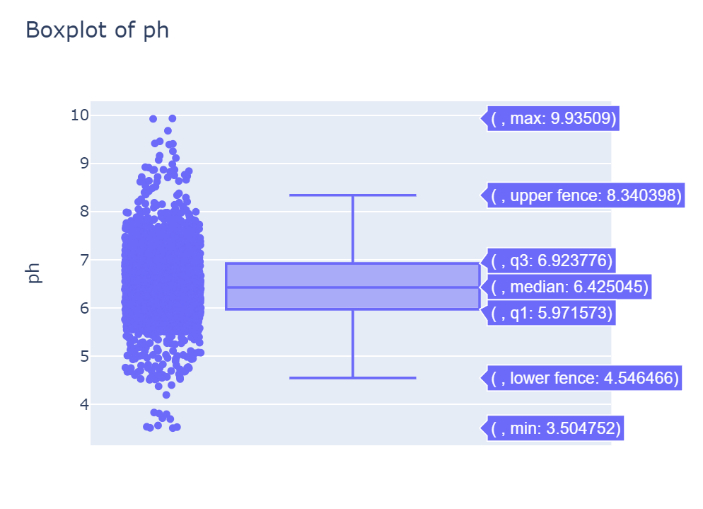 Boxplot of ph
10
9
8
7
6
5
4
ph
( , max: 9.93509)
( , upper fence: 8.340398)
( , q3: 6.923776)
( , median: 6.425045)
( , q1: 5.971573)
( , lower fence: 4.546466)
( , min: 3.504752)